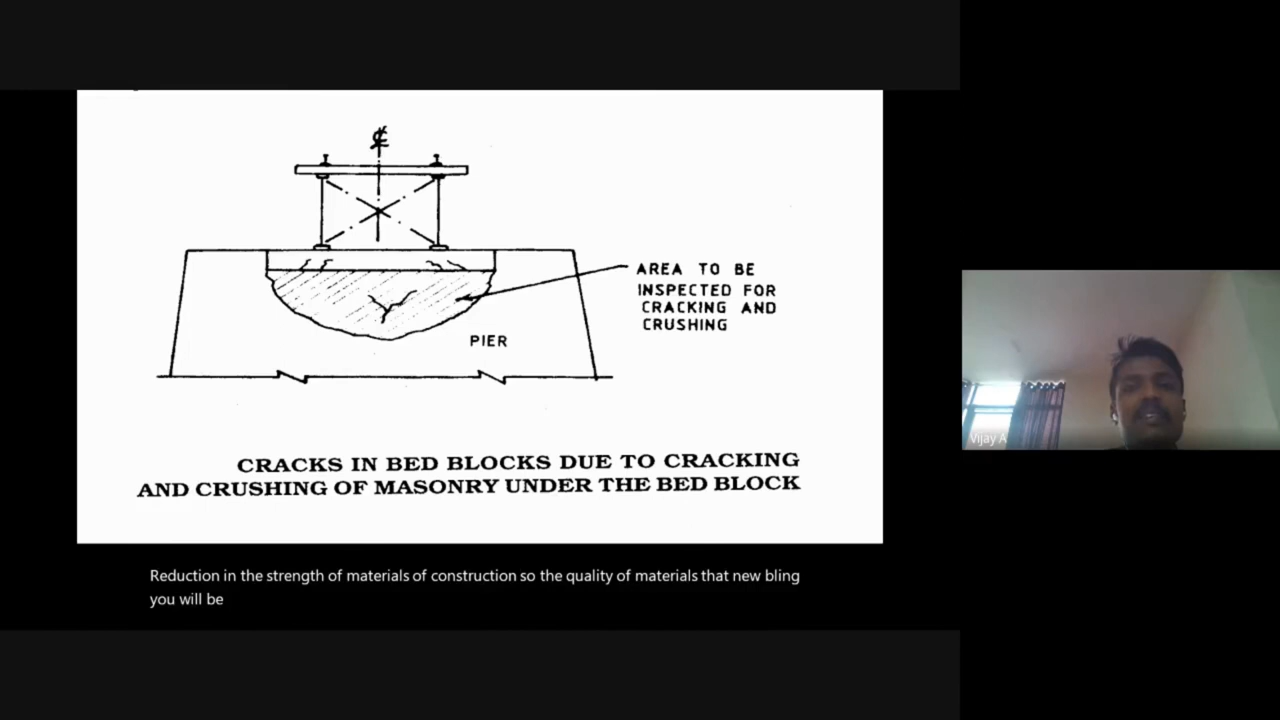 ℄
AREA TO BE
INSPECTED FOR
CRACKING AND
CRUSHING
PIER
CRACKS IN BED BLOCKS DUE TO CRACKING
AND CRUSHING OF MASONRY UNDER THE BED BLOCK
Reduction in the strength of materials of construction so the quality of materials that new bling
you will be
Vijay A